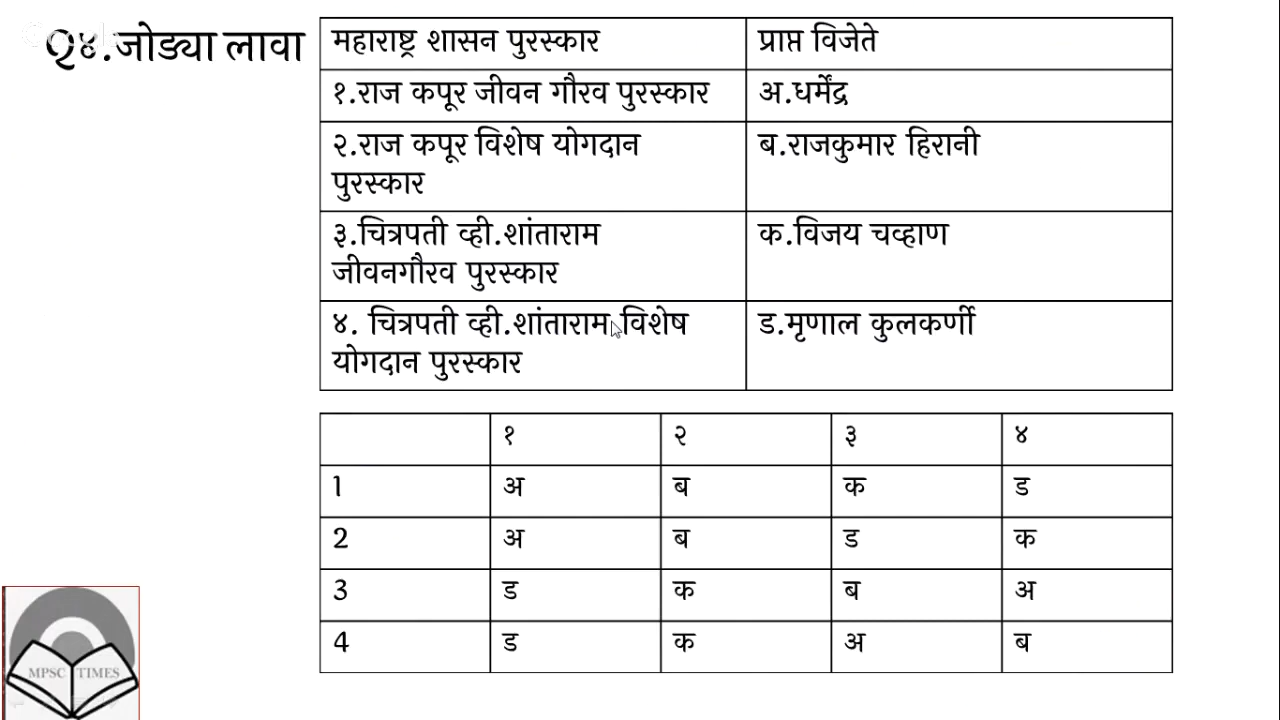 Q४.जोड्या लावा
महाराष्ट्र शासन पुरस्कार प्राप्त विजेते
१.राज कपूर जीवन गौरव पुरस्कार अ.धर्मेंद्र
२.राज कपूर विशेष योगदान ब.राजकुमार हिरानी
पुरस्कार
३.चित्रपती व्ही.शांताराम क.विजय चव्हाण
जीवनगौरव पुरस्कार
४. चित्रपती व्ही.शांताराम विशेष ड.मृणाल कुलकर्णी
योगदान पुरस्कार
१ २ ३ ४
1 अ ब क ड
2 अ ब ड क
3 ड क ब अ
4 ड क अ ब
MPSC TIMES